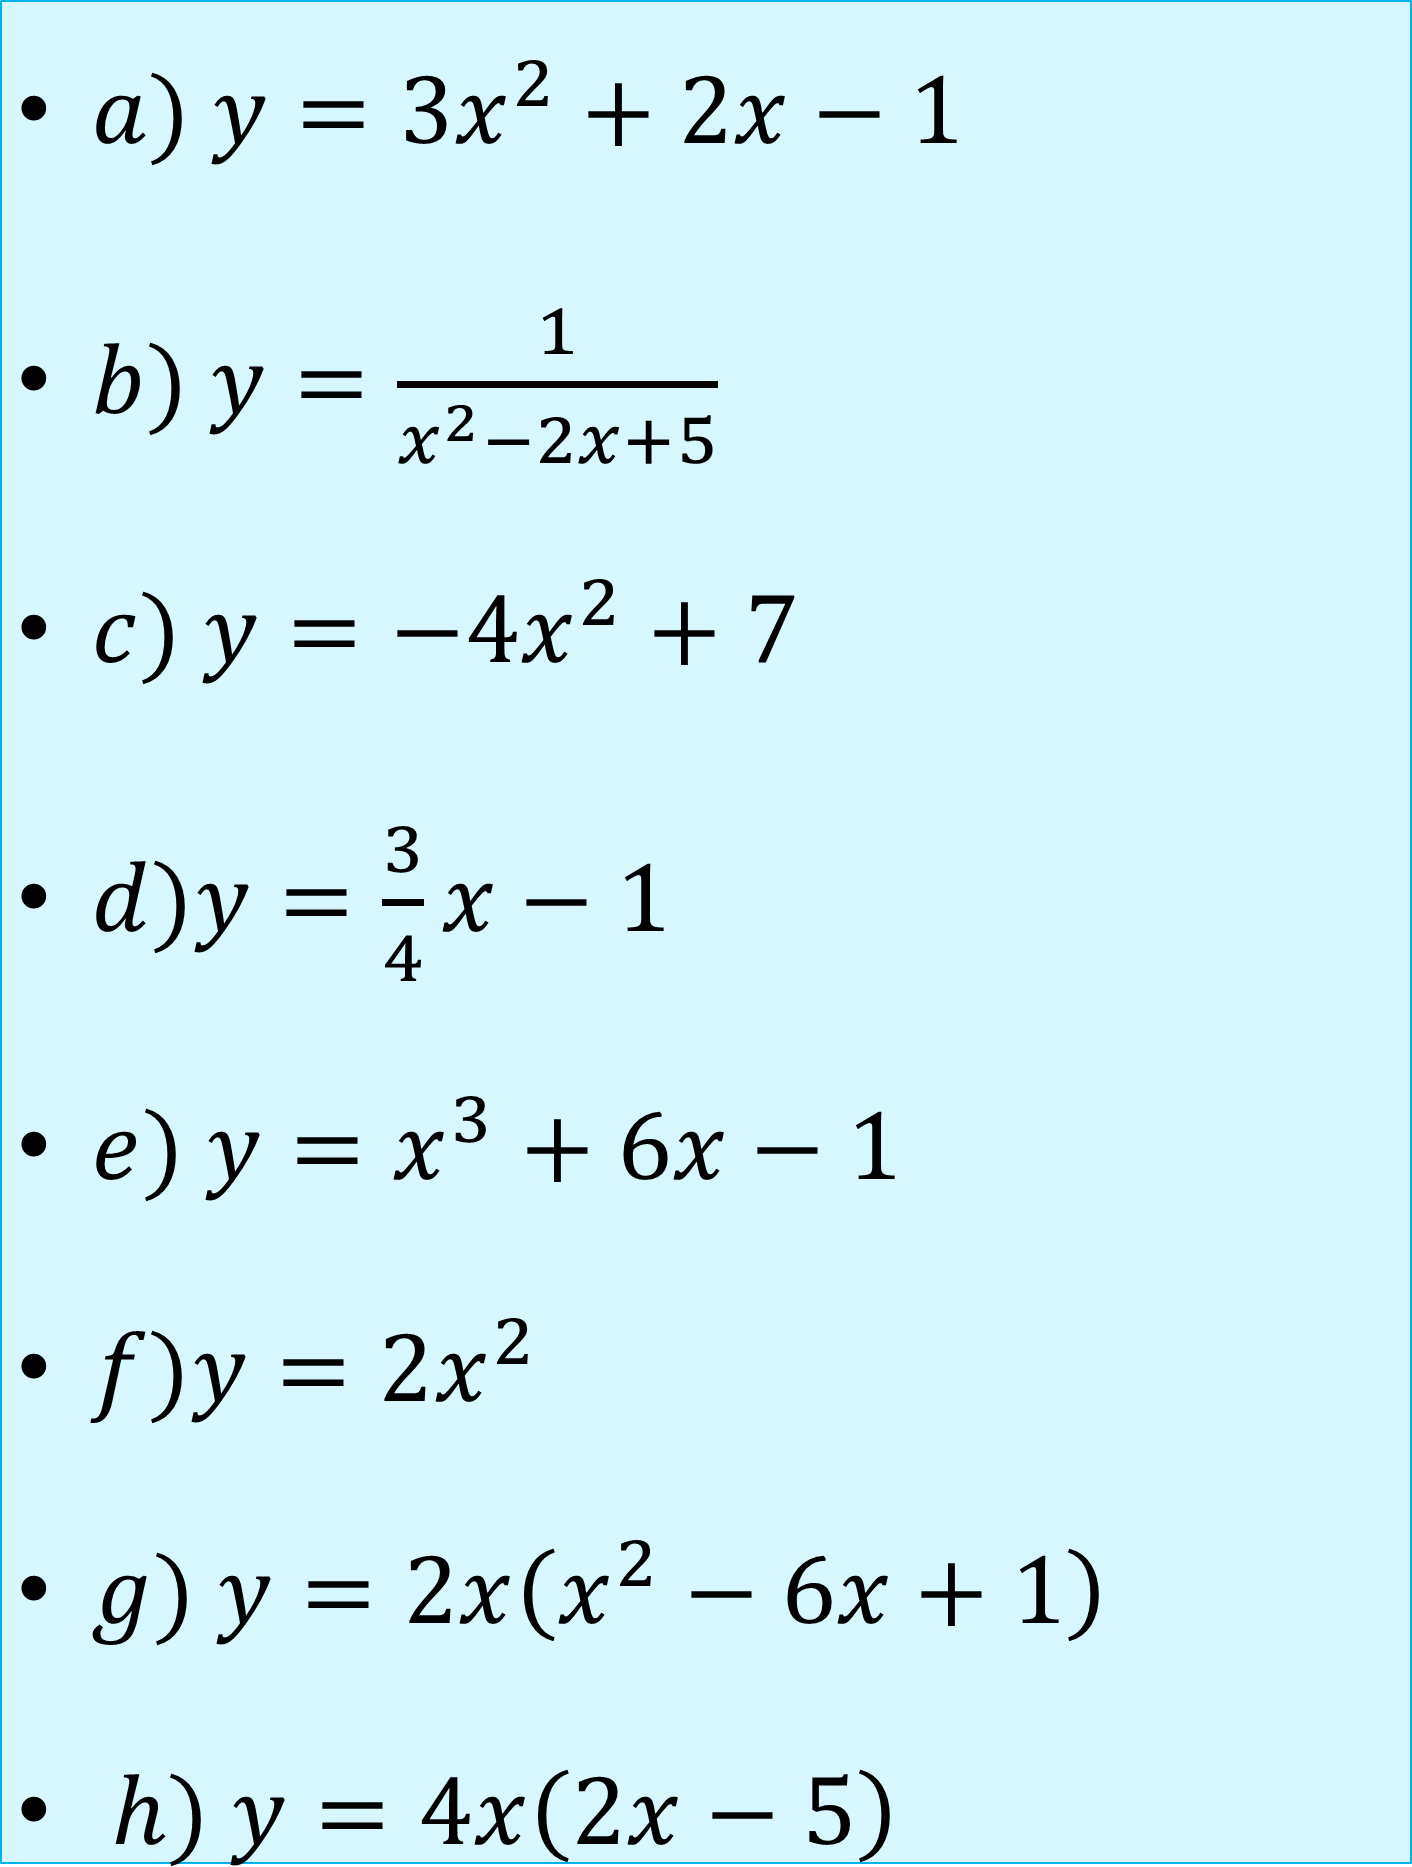 • a) y = 3x² + 2x − 1
• b) y = 1/(x²−2x+5)
• c) y = −4x² + 7
• d)y = 3/4 x − 1
• e) y = x³ + 6x − 1
• f)y = 2x²
• g) y = 2x(x² − 6x + 1)
• h) y = 4x(2x − 5)